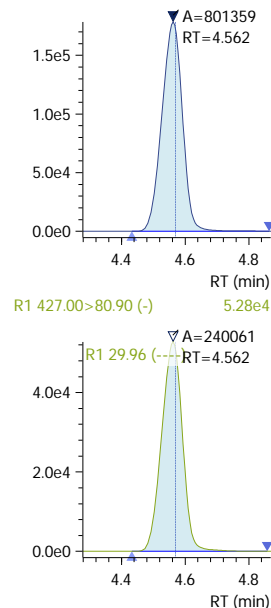 A=801359
RT=4.562
1.5e5
1.0e5
5.0e4
0.0e0
4.4 4.6 4.8
RT (min)
R1 427.00>80.90 (-) 5.28e4
A=240061
R1 29.96 (----) RT=4.562
4.0e4
2.0e4
0.0e0
4.4 4.6 4.8
RT (min)